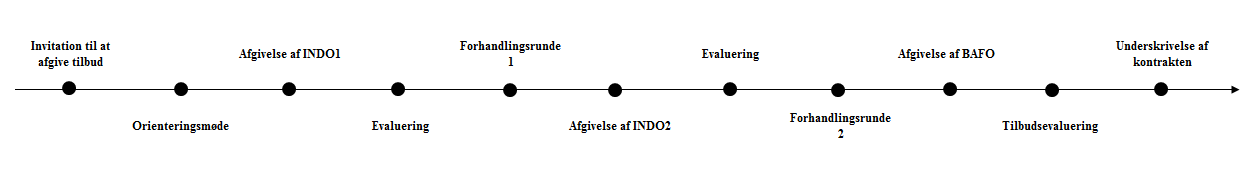 Invitation til at
afgive tilbud
Orienteringsmøde
Afgivelse af INDO1
Evaluering
Forhandlingsrunde
1
Afgivelse af INDO2
Evaluering
Forhandlingsrunde
2
Afgivelse af BAFO
Tilbudsevaluering
Underskrivelse af
kontrakten